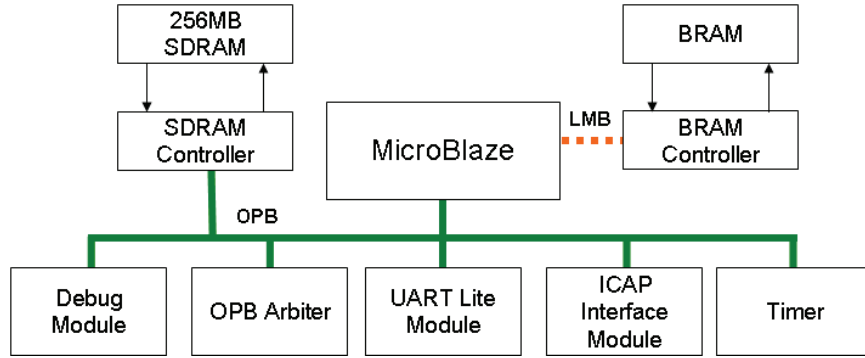 256MB
SDRAM
BRAM
SDRAM
Controller
MicroBlaze
LMB
BRAM
Controller
OPB
Debug
Module
OPB Arbiter
UART Lite
Module
ICAP
Interface
Module
Timer